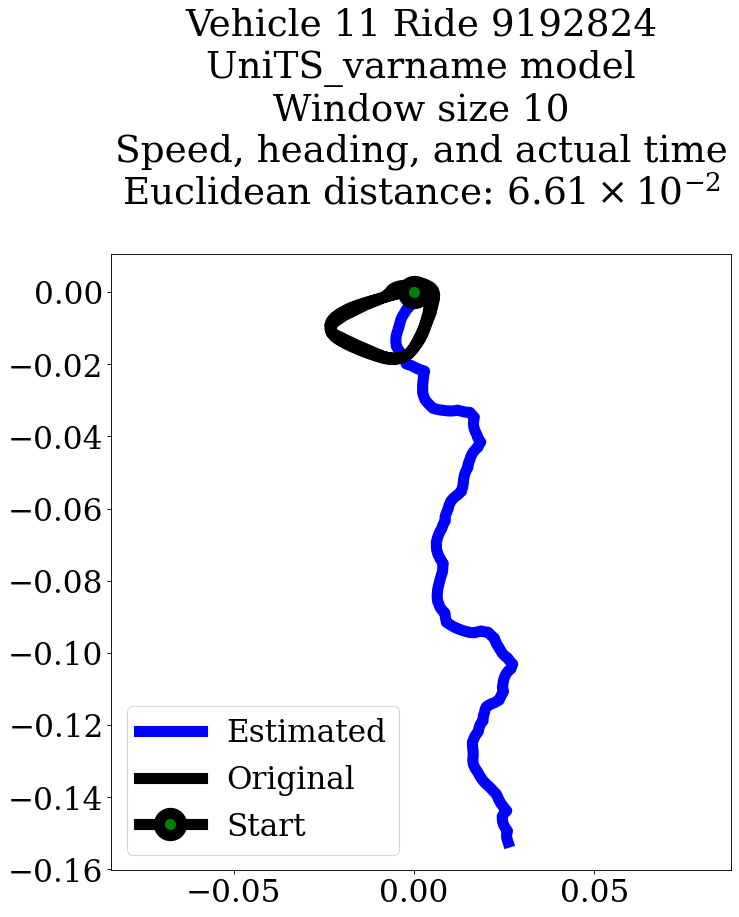 Vehicle 11 Ride 9192824
UniTS_varname model
Window size 10
Speed, heading, and actual time
Euclidean distance: 6.61 × 10⁻²
0.00
−0.02
−0.04
−0.06
−0.08
−0.10
−0.12
−0.14
−0.16
Estimated
Original
Start
−0.05 0.00 0.05